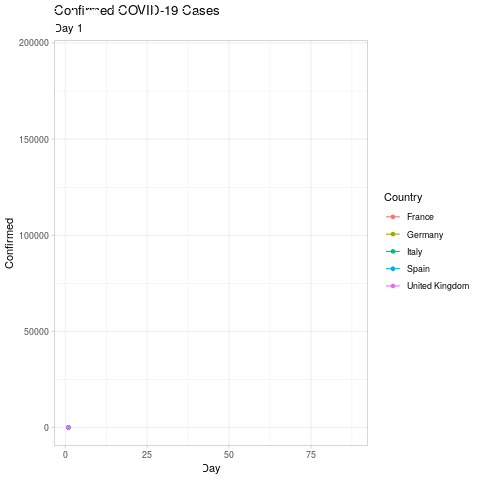 Confirmed COVID-19 Cases
Day 1
200000
150000
100000
50000
0
Confirmed
0 25 50 75
Day
Country
France
Germany
Italy
Spain
United Kingdom